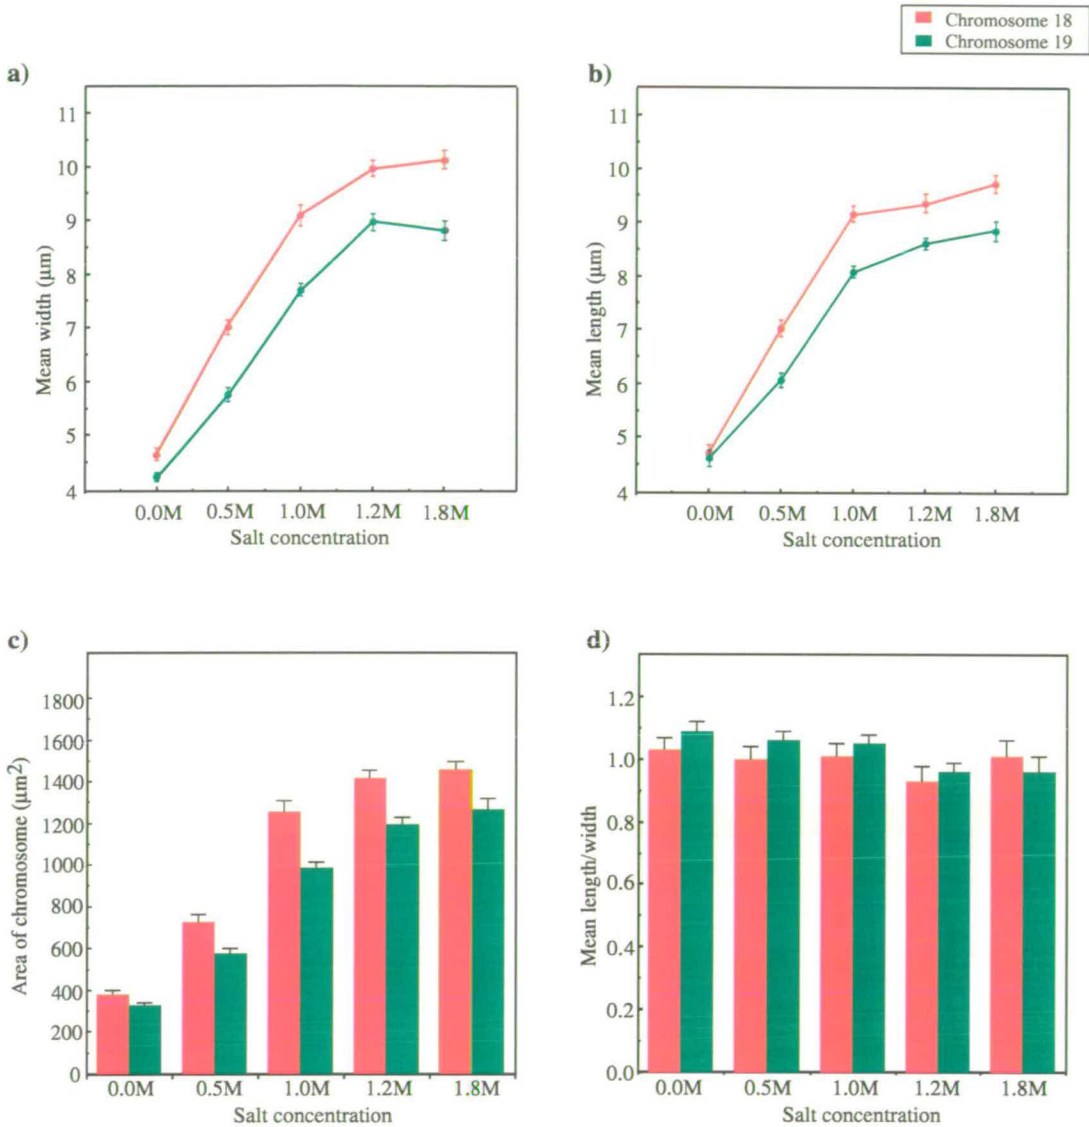 Chromosome 18
Chromosome 19
a)
11
10
9
8
7
6
5
4
Mean width (µm)
0.0M 0.5M 1.0M 1.2M 1.8M
Salt concentration
b)
11
10
9
8
7
6
5
4
Mean length (µm)
0.0M 0.5M 1.0M 1.2M 1.8M
Salt concentration
c)
1800
1600
1400
1200
1000
800
600
400
200
0
Area of chromosome (µm²)
0.0M 0.5M 1.0M 1.2M 1.8M
Salt concentration
d)
1.2
1.0
0.8
0.6
0.4
0.2
0.0
Mean length/width
0.0M 0.5M 1.0M 1.2M 1.8M
Salt concentration